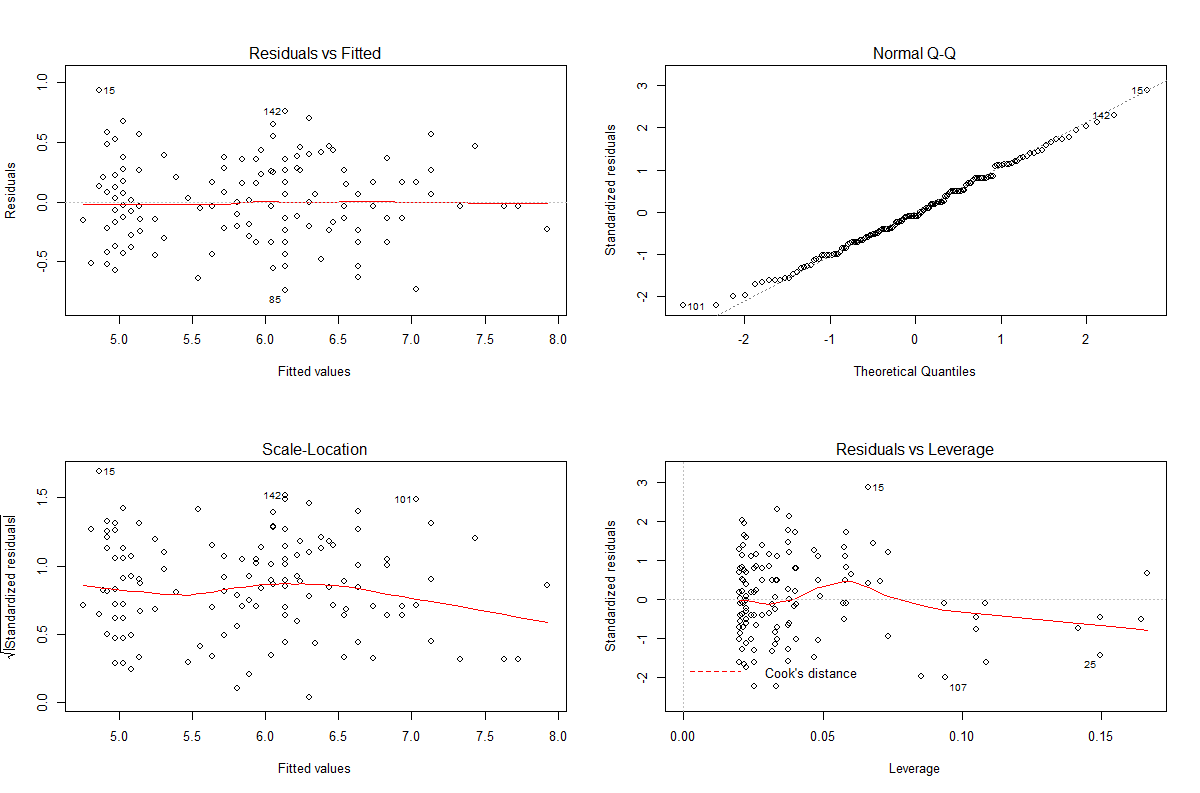 Residuals vs Fitted
Residuals
1.0
0.5
0.0
-0.5
15
142
85
5.0 5.5 6.0 6.5 7.0 7.5 8.0
Fitted values
Normal Q-Q
Standardized residuals
3
2
1
0
-1
-2
15
142
101
-2 -1 0 1 2
Theoretical Quantiles
Scale-Location
√|Standardized residuals|
1.5
1.0
0.5
0.0
15
142
101
5.0 5.5 6.0 6.5 7.0 7.5 8.0
Fitted values
Residuals vs Leverage
Standardized residuals
3
2
1
0
-1
-2
15
25
Cook's distance
107
0.00 0.05 0.10 0.15
Leverage